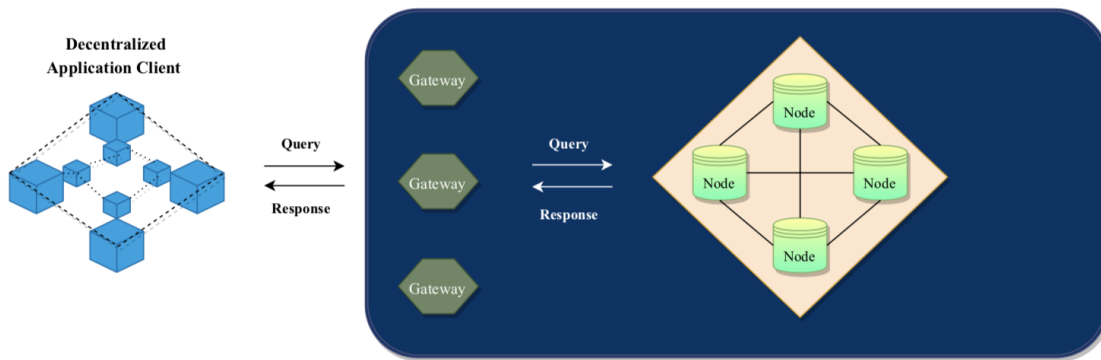 Decentralized
Application Client
Query
Response
Gateway
Gateway
Gateway
Query
Response
Node
Node
Node
Node